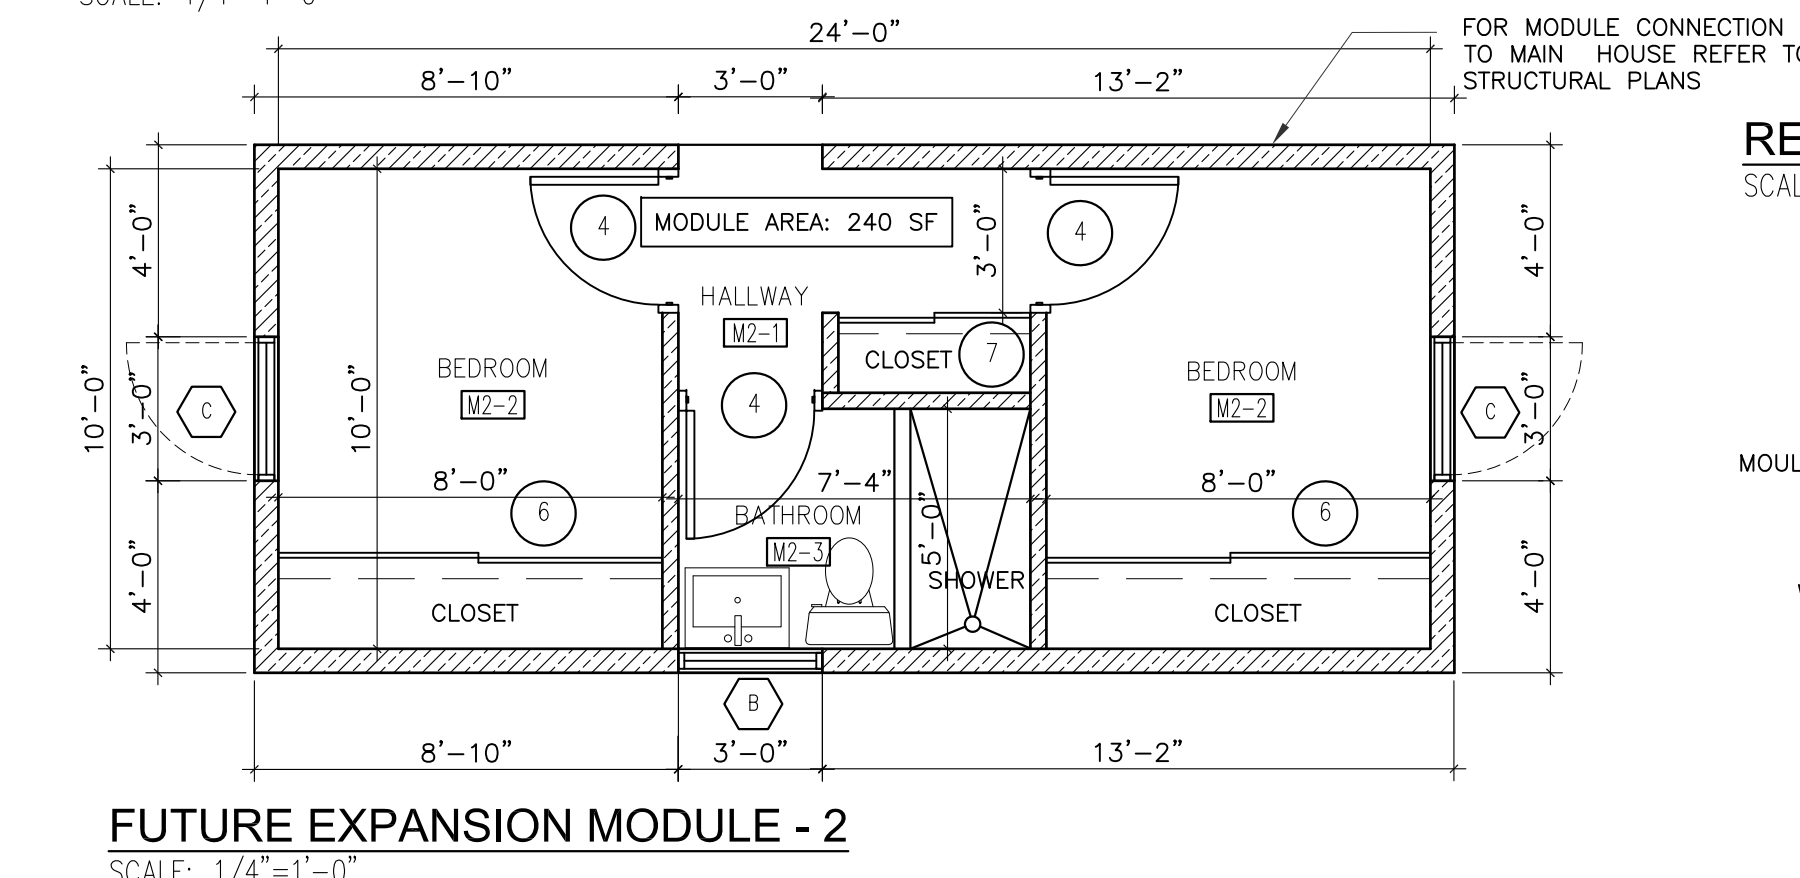 24'-0"
FOR MODULE CONNECTION
TO MAIN HOUSE REFER TO
STRUCTURAL PLANS
8'-10"
3'-0"
13'-2"
4'-0"
4
MODULE AREA: 240 SF
3'-0"
4
4'-0"
HALLWAY
M2-1
BEDROOM
M2-2
CLOSET
7
BEDROOM
M2-2
10'-0"
3'-0"
C
10'-0"
4
C
3'-0"
8'-0"
6
7'-4"
8'-0"
6
BATHROOM
M2-3
5'-0"
SHOWER
4'-0"
CLOSET
CLOSET
4'-0"
B
8'-10"
3'-0"
13'-2"
FUTURE EXPANSION MODULE - 2
SCALE: 1/4"=1'-0"